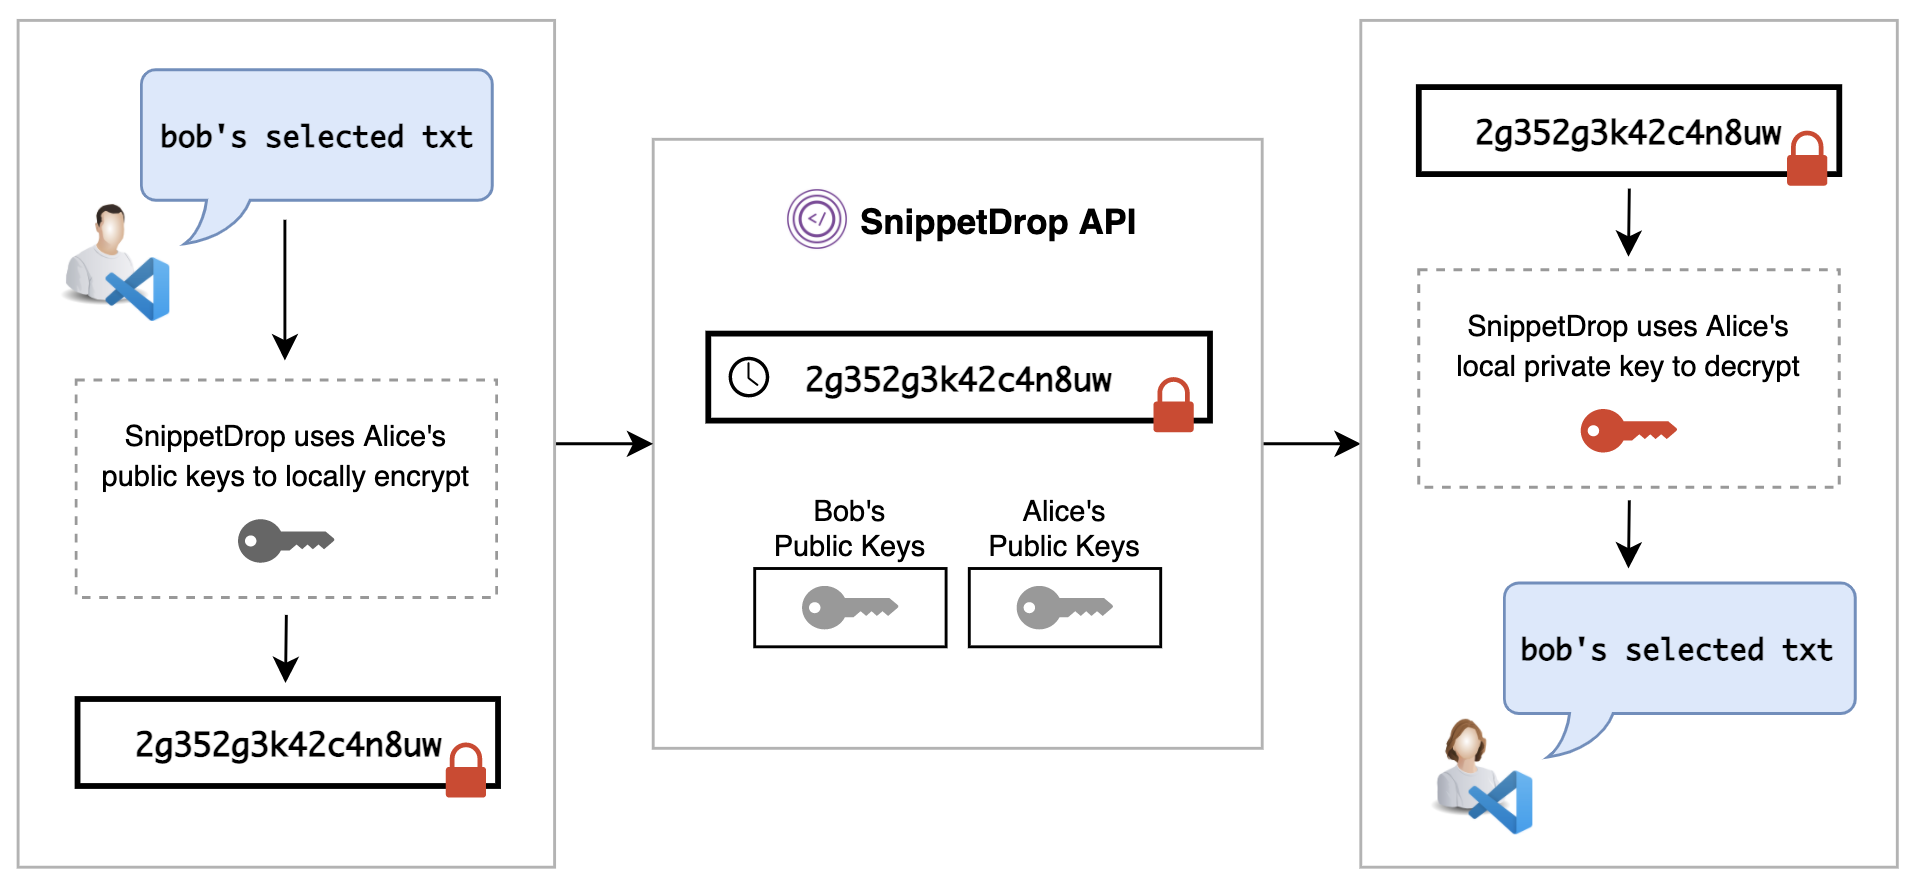 bob's selected txt
SnippetDrop uses Alice's
public keys to locally encrypt
2g352g3k42c4n8uw
</> SnippetDrop API
2g352g3k42c4n8uw
Bob's
Public Keys
Alice's
Public Keys
2g352g3k42c4n8uw
SnippetDrop uses Alice's
local private key to decrypt
bob's selected txt